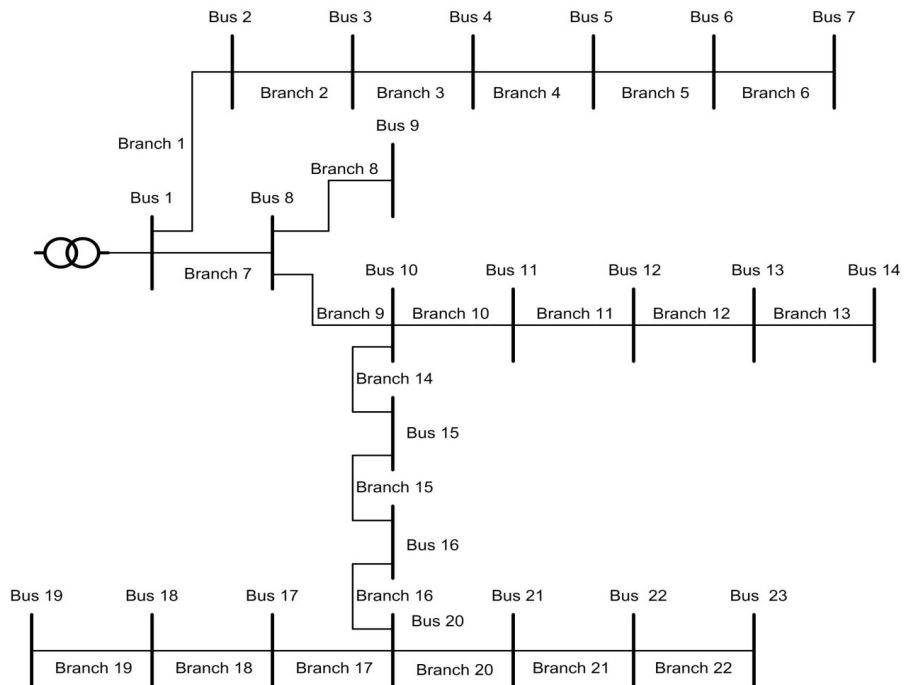 Bus 2 Bus 3 Bus 4 Bus 5 Bus 6 Bus 7
Branch 2 Branch 3 Branch 4 Branch 5 Branch 6
Bus 9
Branch 1
Branch 8
Bus 1 Bus 8
Branch 7
Bus 10 Bus 11 Bus 12 Bus 13 Bus 14
Branch 9 Branch 10 Branch 11 Branch 12 Branch 13
Branch 14
Bus 15
Branch 15
Bus 16
Bus 19 Bus 18 Bus 17 Branch 16 Bus 21 Bus 22 Bus 23
Bus 20
Branch 19 Branch 18 Branch 17 Branch 20 Branch 21 Branch 22